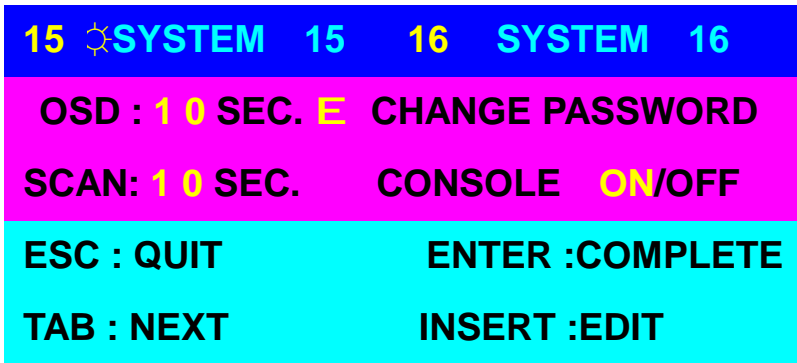 15 ☼SYSTEM 15 16 SYSTEM 16
OSD : 1 0 SEC. E CHANGE PASSWORD
SCAN: 1 0 SEC. CONSOLE ON/OFF
ESC : QUIT ENTER :COMPLETE
TAB : NEXT INSERT :EDIT